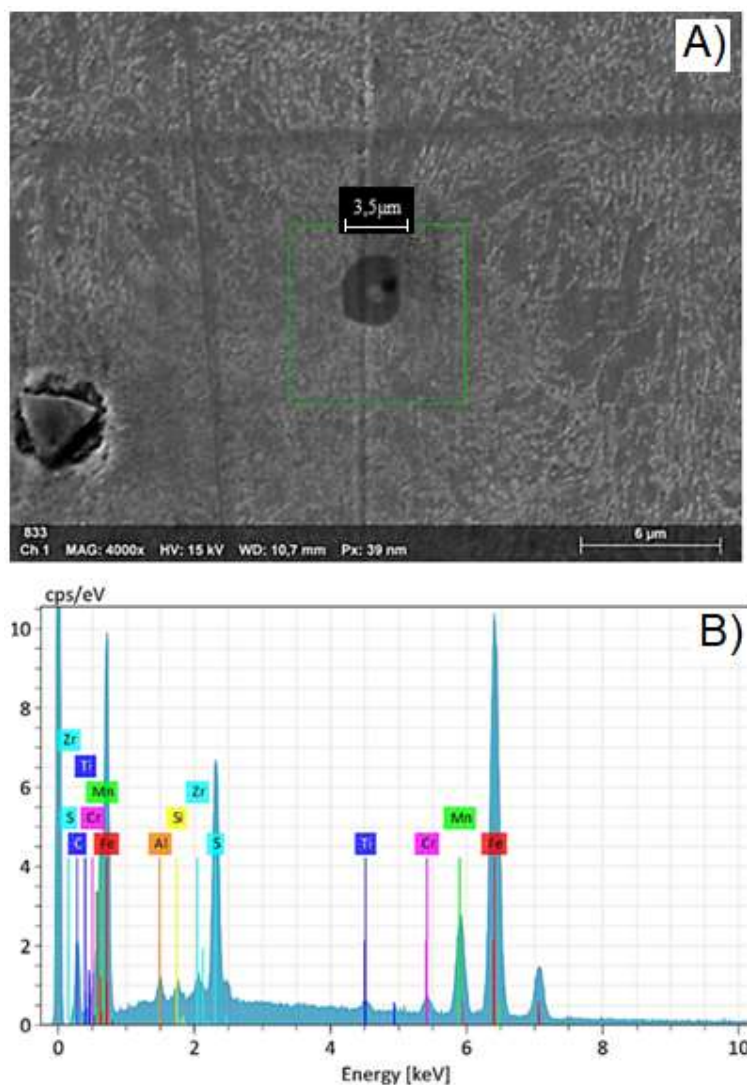 A)
3,5µm
833
Ch 1 MAG: 4000x HV: 15 kV WD: 10,7 mm Px: 39 nm
6 µm
B)
cps/eV
10
8
6
4
2
0
Zr
Ti
Mn
Zr
S
C
Cr
Fe
Al
Si
S
Ti
Cr
Mn
Fe
0 2 4 6 8 10
Energy [keV]